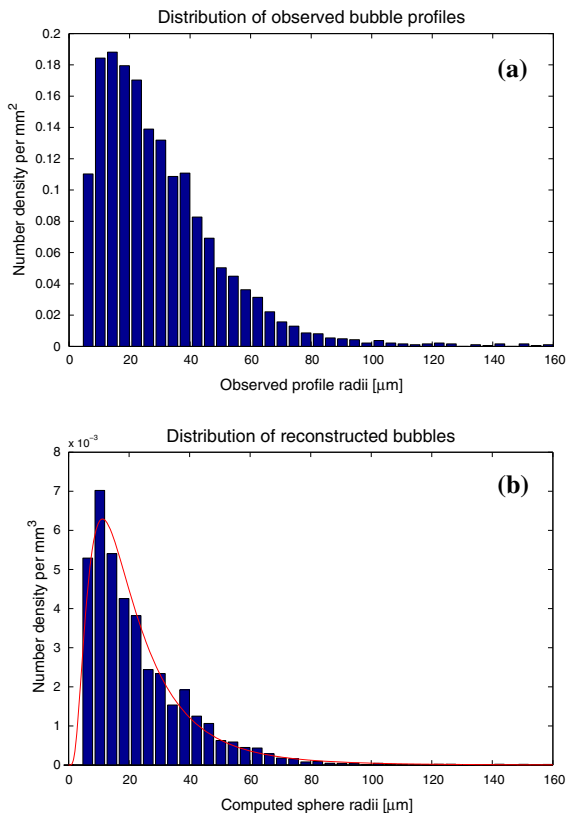 Distribution of observed bubble profiles
(a)
0.2
0.18
0.16
0.14
0.12
0.1
0.08
0.06
0.04
0.02
0
Number density per mm²
0 20 40 60 80 100 120 140 160
Observed profile radii [μm]
Distribution of reconstructed bubbles
x 10⁻³
(b)
8
7
6
5
4
3
2
1
0
Number density per mm³
0 20 40 60 80 100 120 140 160
Computed sphere radii [μm]